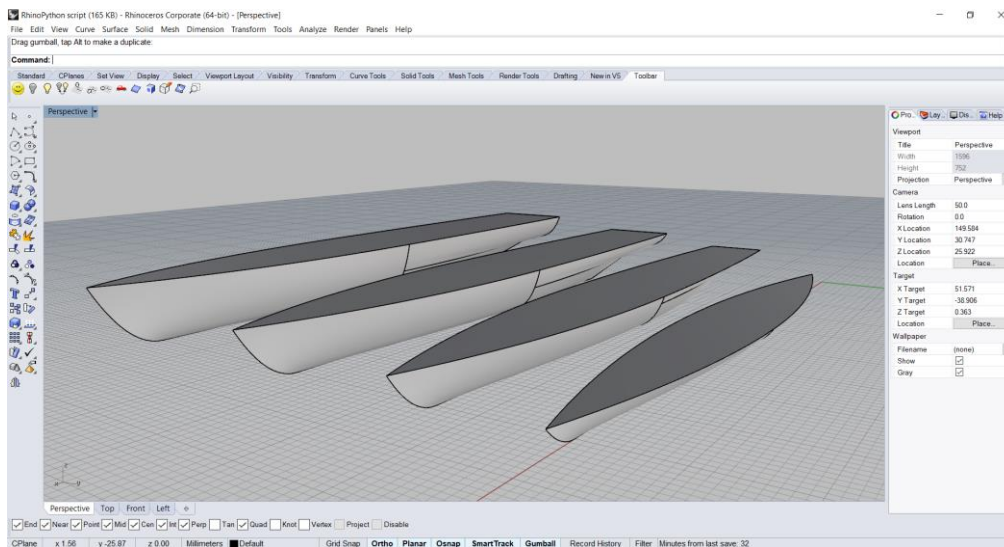 RhinoPython script (165 KB) - Rhinoceros Corporate (64-bit) - [Perspective]
File Edit View Curve Surface Solid Mesh Dimension Transform Tools Analyze Render Panels Help
Drag gumball, tap Alt to make a duplicate:
Command:
Standard CPlanes Set View Display Select Viewport Layout Visibility Transform Curve Tools Solid Tools Mesh Tools Render Tools Drafting New in V5 Toolbar
Perspective
Pro.. Lay.. Dis.. Help
Viewport
Title Perspective
Width 1596
Height 752
Projection Perspective
Camera
Lens Length 50.0
Rotation 0.0
X Location 149.584
Y Location 30.747
Z Location 25.922
Location Place...
Target
X Target 51.571
Y Target -38.906
Z Target 0.363
Location Place...
Wallpaper
Filename (none)
Show
Gray
z
x y
Perspective Top Front Left
End Near Point Mid Cen Int Perp Tan Quad Knot Vertex Project Disable
CPlane x 1.56 y -25.87 z 0.00 Millimeters Default Grid Snap Ortho Planar Osnap SmartTrack Gumball Record History Filter Minutes from last save: 32